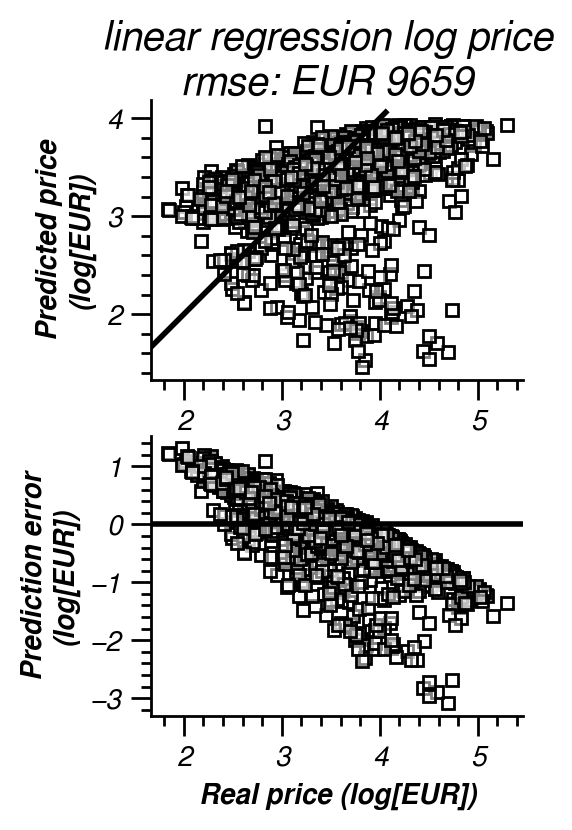 linear regression log price
rmse: EUR 9659
Predicted price
(log[EUR])
4
3
2
2 3 4 5
Prediction error
(log[EUR])
1
0
−1
−2
−3
2 3 4 5
Real price (log[EUR])